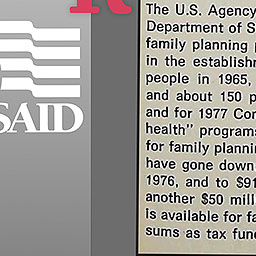 SAID
The U.S. Agency
Department of S
family planning p
in the establishm
people in 1965,
and about 150 p
and for 1977 Con
health" programs
for family plannin
have gone down
1976, and to $91
another $50 mill
is available for fa
sums as tax fun